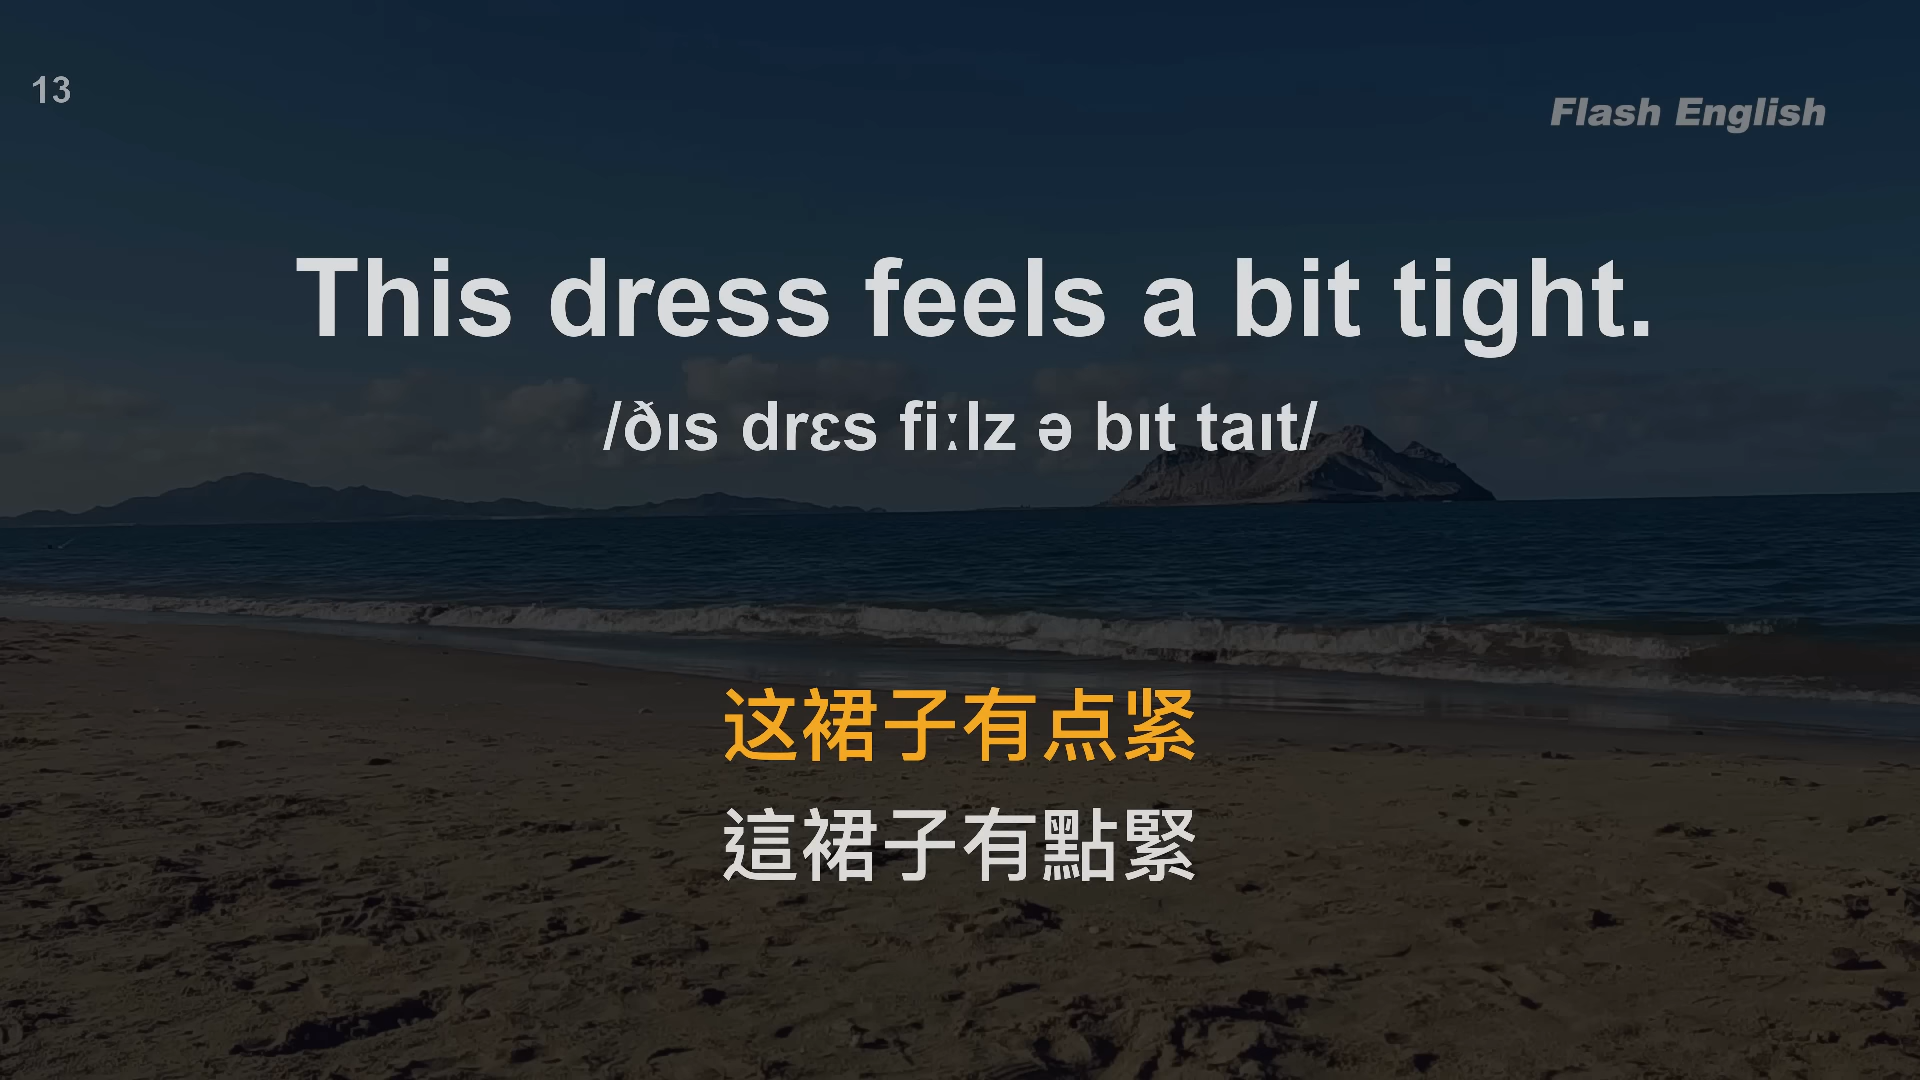 13
Flash English
This dress feels a bit tight.
/ðɪs drɛs fiːlz ə bɪt taɪt/
这裙子有点紧
這裙子有點緊